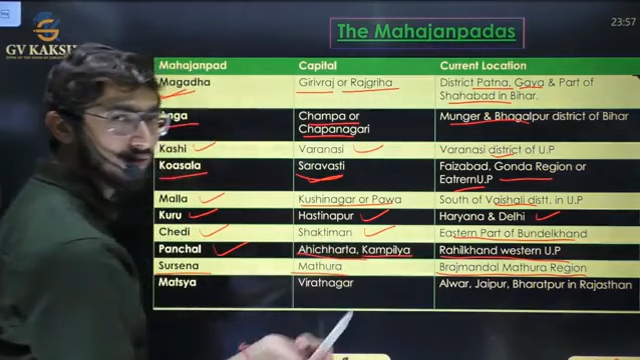 GV KAKSH
The Mahajanpadas
23:57
Mahajanpad Capital Current Location
Magadha Girivraj or Rajgriha District Patna, Gaya & Part of
Shahabad in Bihar.
Anga Champa or Munger & Bhagalpur district of Bihar
Chapanagari
Kashi Varanasi Varanasi district of U.P
Koasala Saravasti Faizabad, Gonda Region or
EatrernU.P
Malla Kushinagar or Pawa South of Vaishali distt. in U.P
Kuru Hastinapur Haryana & Delhi
Chedi Shaktiman Eastern Part of Bundelkhand
Panchal Ahichharta, Kampilya Rahilkhand western U.P
Sursena Mathura Brajmandal Mathura Region
Matsya Viratnagar Alwar, Jaipur, Bharatpur in Rajasthan